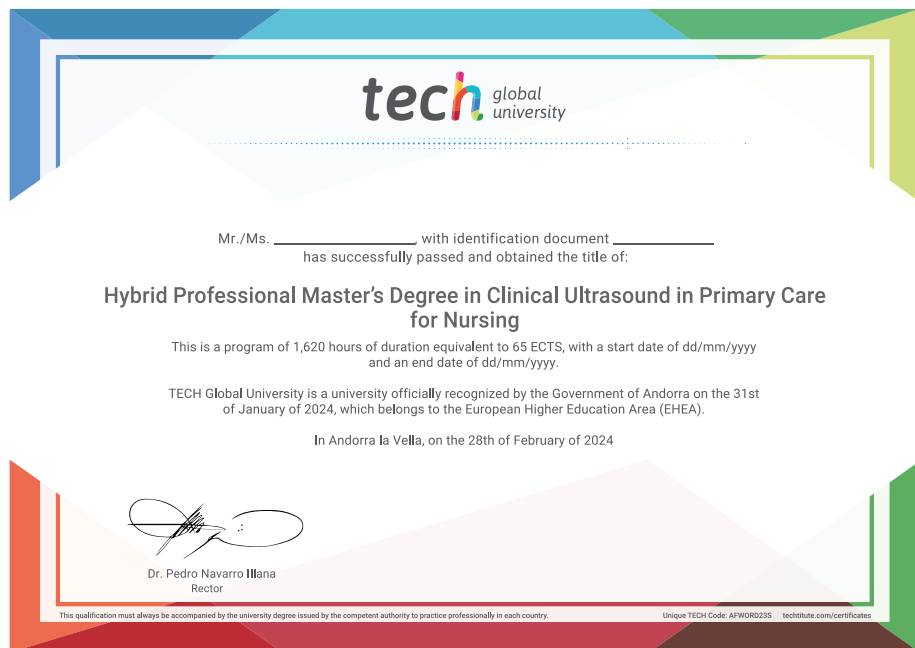 tech global university
Mr./Ms. ________________, with identification document ____________
has successfully passed and obtained the title of:
Hybrid Professional Master's Degree in Clinical Ultrasound in Primary Care
for Nursing
This is a program of 1,620 hours of duration equivalent to 65 ECTS, with a start date of dd/mm/yyyy
and an end date of dd/mm/yyyy.
TECH Global University is a university officially recognized by the Government of Andorra on the 31st
of January of 2024, which belongs to the European Higher Education Area (EHEA).
In Andorra la Vella, on the 28th of February of 2024
Dr. Pedro Navarro Illana
Rector
This qualification must always be accompanied by the university degree issued by the competent authority to practice professionally in each country. Unique TECH Code: AFWORD23S techtitute.com/certificates